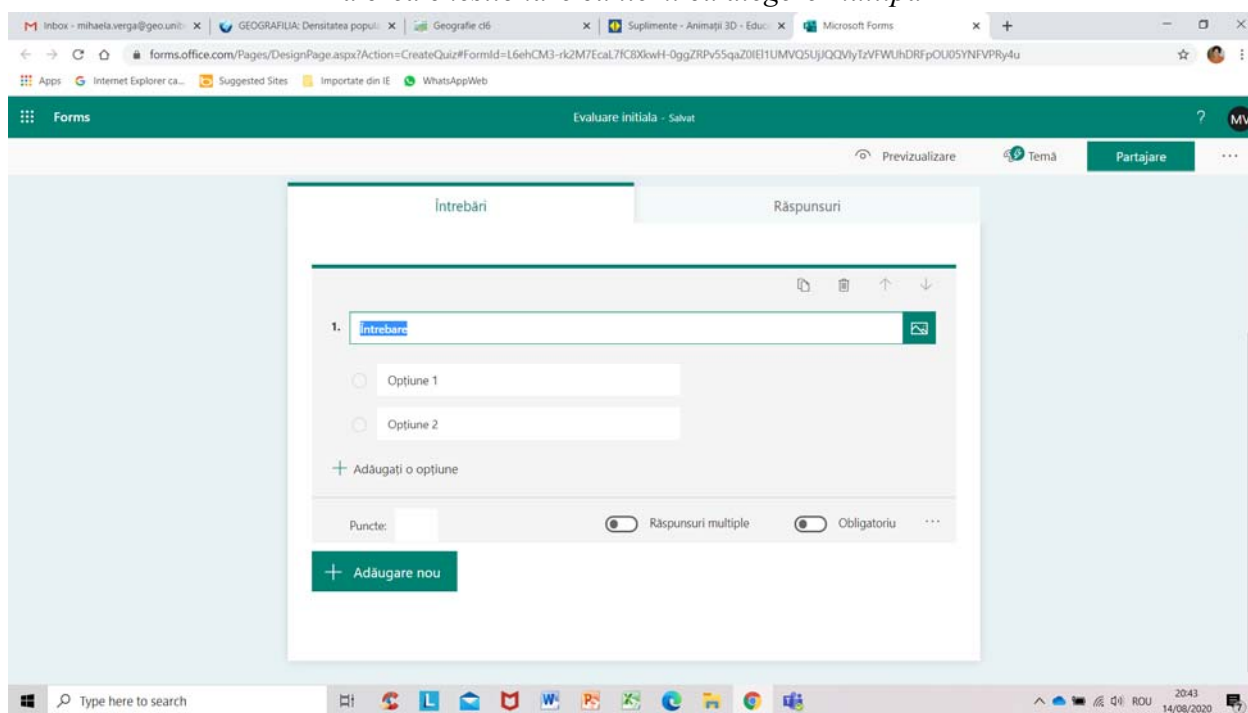 Inbox - mihaela.verga@geo.unib
GEOGRAFILIA: Densitatea popul
Geografie cl6
Suplimente - Animații 3D - Educ
Microsoft Forms
forms.office.com/Pages/DesignPage.aspx?Action=CreateQuiz#FormId=
Apps
Internet Explorer ca...
Suggested Sites
Importate din IE
WhatsAppWeb
Forms
Evaluare initiala - Salvat
?
MV
Previzualizare
Temă
Partajare
...
Întrebări
Răspunsuri
1.
Întrebare
Opțiune 1
Opțiune 2
Adăugați o opțiune
Puncte:
Răspunsuri multiple
Obligatoriu
...
Adăugare nou
Type here to search
ROU
20:43
14/08/2020